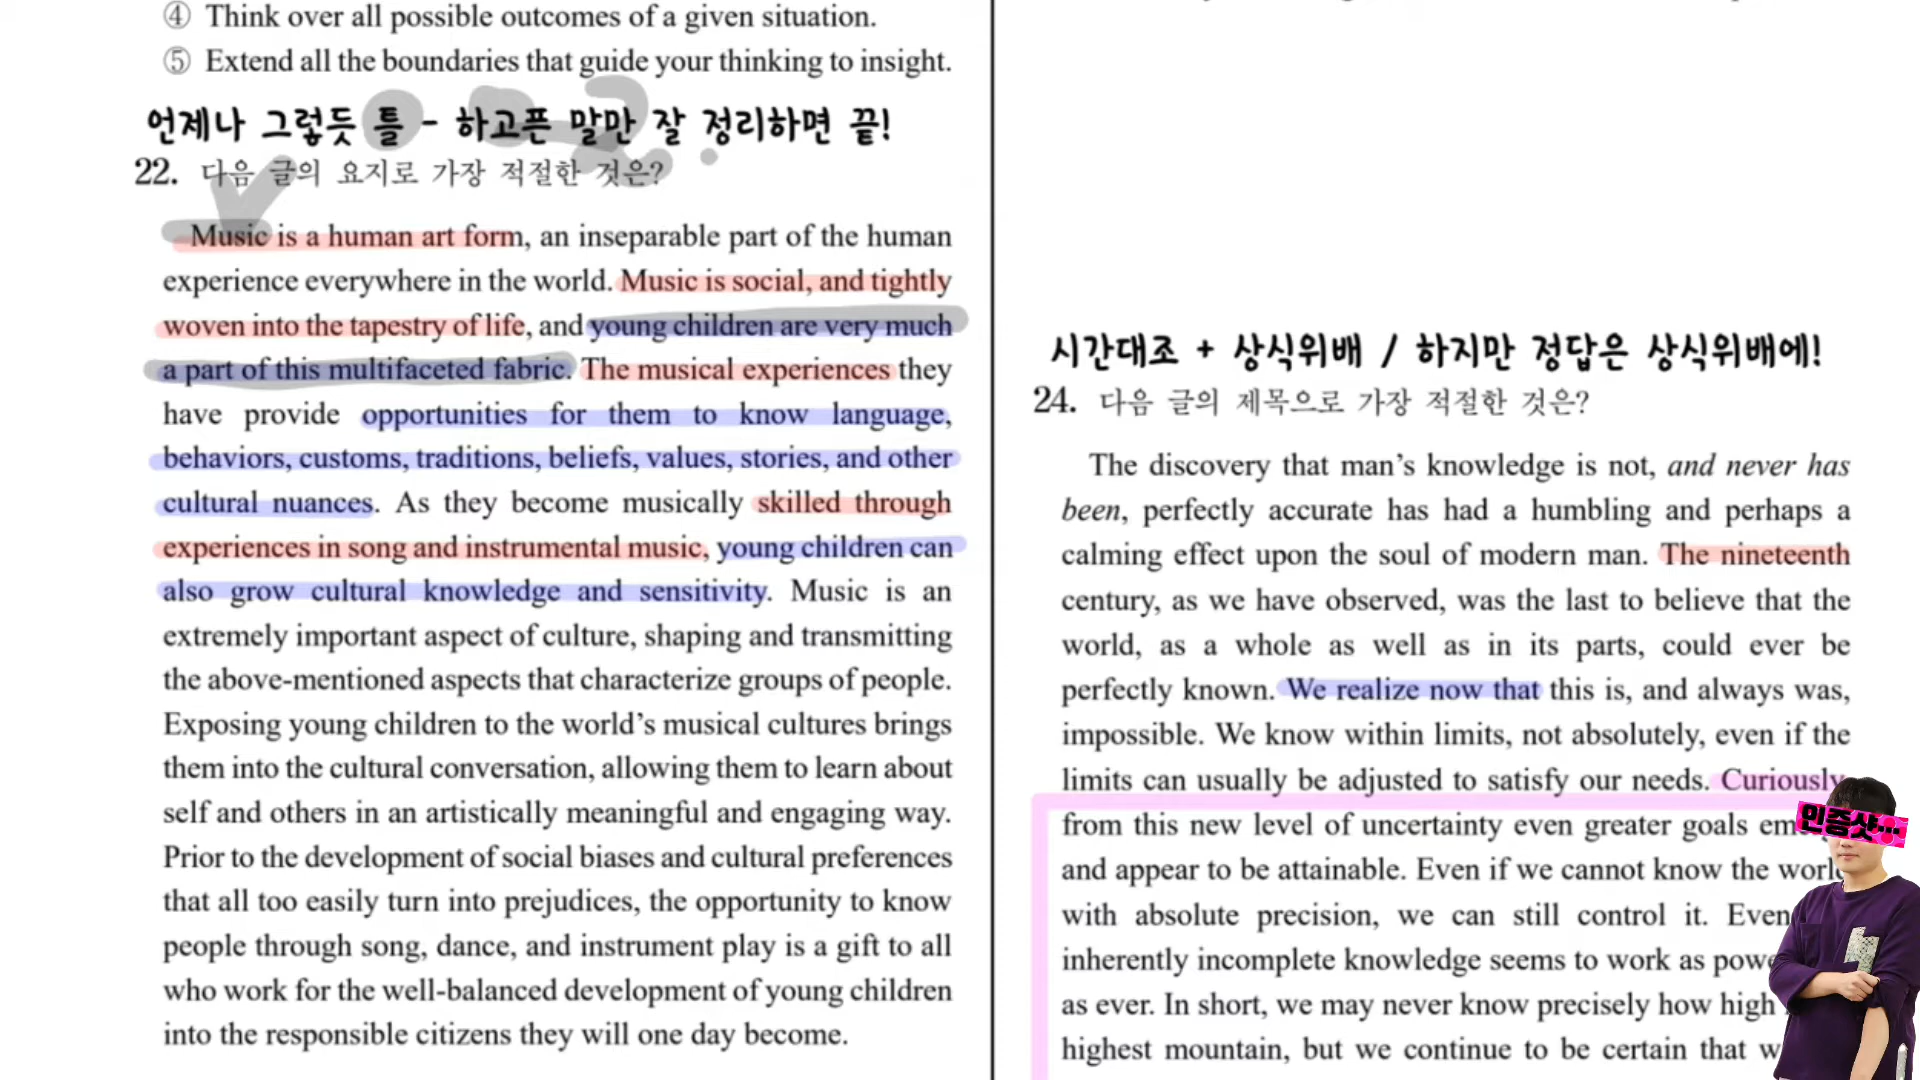 ④ Think over all possible outcomes of a given situation.
⑤ Extend all the boundaries that guide your thinking to insight.
언제나 그렇듯 틀 - 하고픈 말만 잘 정리하면 끝!
22. 다음 글의 요지로 가장 적절한 것은?
Music is a human art form, an inseparable part of the human
experience everywhere in the world. Music is social, and tightly
woven into the tapestry of life, and young children are very much
a part of this multifaceted fabric. The musical experiences they
have provide opportunities for them to know language,
behaviors, customs, traditions, beliefs, values, stories, and other
cultural nuances. As they become musically skilled through
experiences in song and instrumental music, young children can
also grow cultural knowledge and sensitivity. Music is an
extremely important aspect of culture, shaping and transmitting
the above-mentioned aspects that characterize groups of people.
Exposing young children to the world's musical cultures brings
them into the cultural conversation, allowing them to learn about
self and others in an artistically meaningful and engaging way.
Prior to the development of social biases and cultural preferences
that all too easily turn into prejudices, the opportunity to know
people through song, dance, and instrument play is a gift to all
who work for the well-balanced development of young children
into the responsible citizens they will one day become.
시간대조 + 상식위배 / 하지만 정답은 상식위배에!
24. 다음 글의 제목으로 가장 적절한 것은?
The discovery that man's knowledge is not, and never has
been, perfectly accurate has had a humbling and perhaps a
calming effect upon the soul of modern man. The nineteenth
century, as we have observed, was the last to believe that the
world, as a whole as well as in its parts, could ever be
perfectly known. We realize now that this is, and always was,
impossible. We know within limits, not absolutely, even if the
limits can usually be adjusted to satisfy our needs. Curiously,
from this new level of uncertainty even greater goals
and appear to be attainable. Even if we cannot know the world
with absolute precision, we can still control it. Even
inherently incomplete knowledge seems to work as
as ever. In short, we may never know precisely how high
highest mountain, but we continue to be certain that
인증샷...